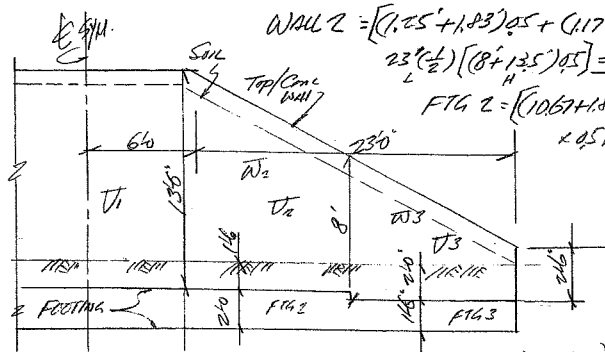 WALL 2 = [(1.25' + 1.83') 0.5 + (1.17
23' (1/2) [(8' + 13.5') 0.5] =
L H
FTG 2 = [(10.67 + 1.8
x 0.5
℄ SYM.
SOIL
TOP/CONC WALL
6'0
23'0"
W2
V1
13'6"
V2
8'
W3
V3
1'6"
2'0"
2'6"
FOOTING
2'0
FTG 2
1'6"
FTG 3